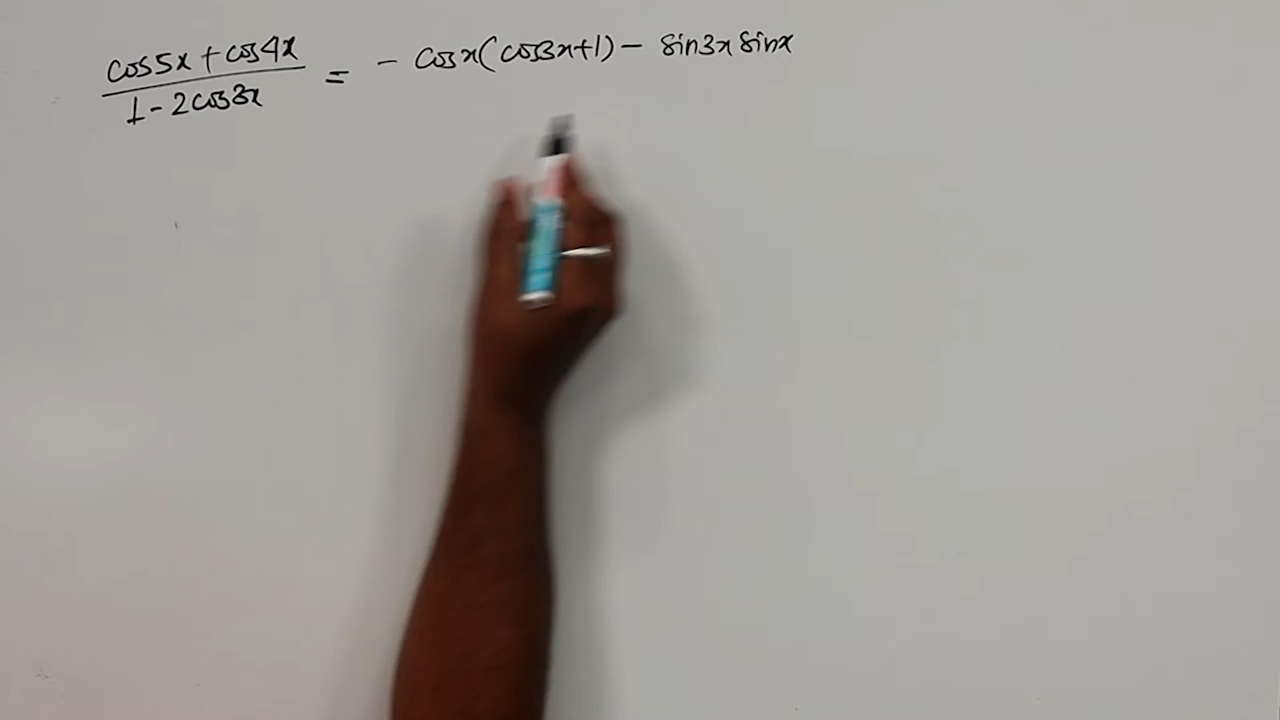 cos5x + cos4x / 1 - 2cos3x = - cosx(cos3x+1) - sin3x sinx